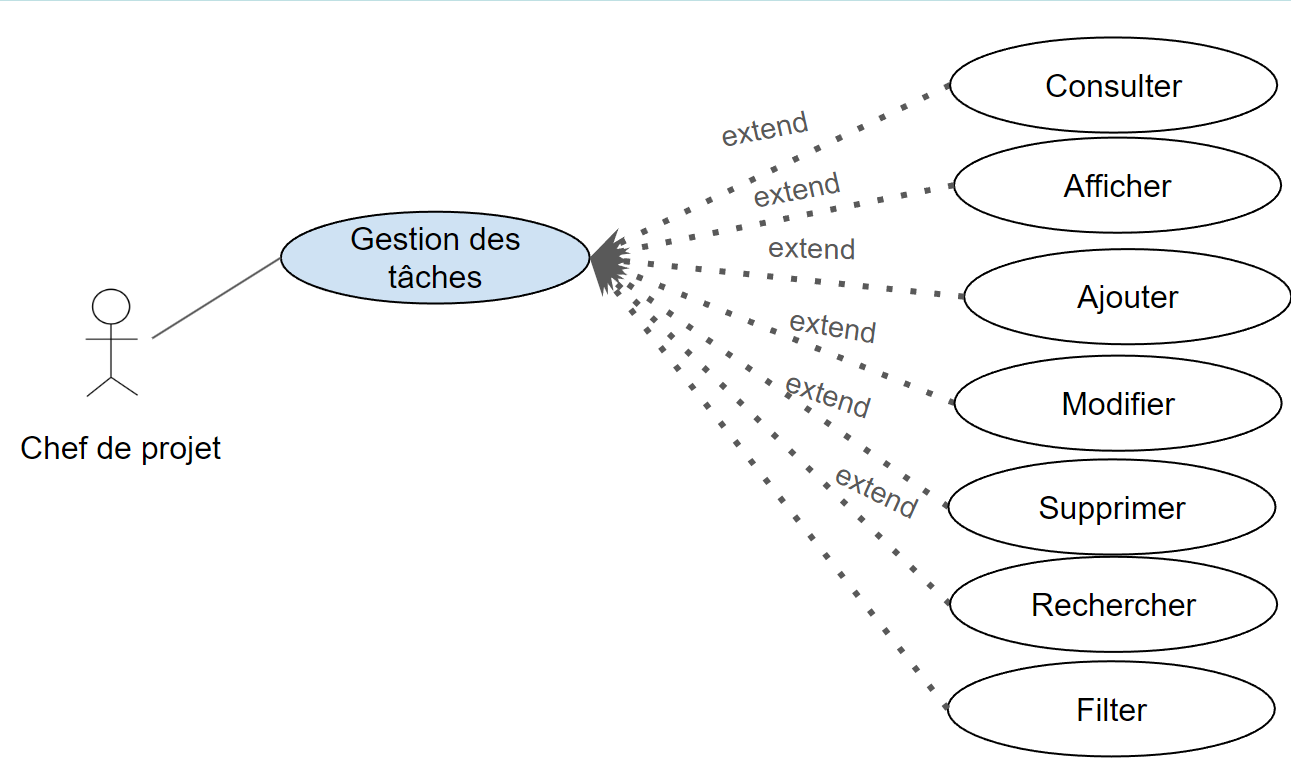 Consulter
extend
Afficher
extend
Gestion des
tâches
extend
Ajouter
extend
Modifier
extend
Chef de projet
extend
Supprimer
Rechercher
Filter